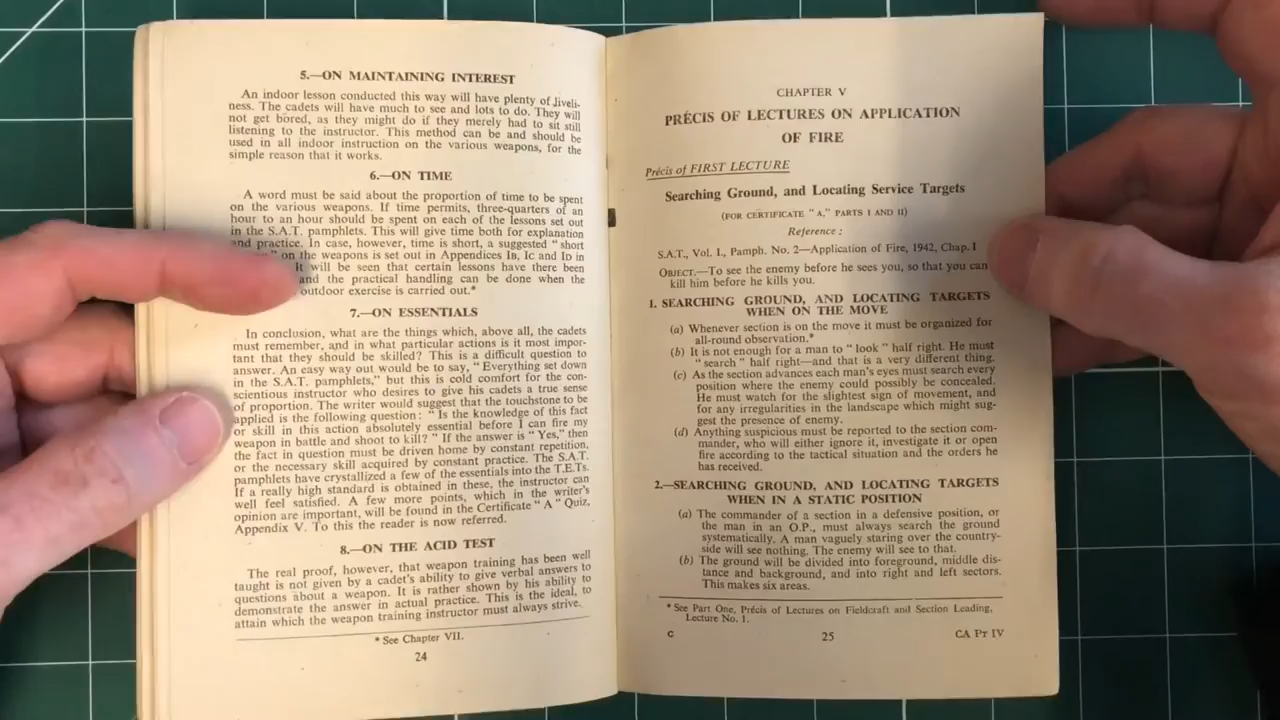 5.—ON MAINTAINING INTEREST
An indoor lesson conducted this way will have plenty of liveli-
ness. The cadets will have much to see and lots to do. They will
not get bored, as they might do if they merely had to sit still
listening to the instructor. This method can be and should be
used in all indoor instruction on the various weapons, for the
simple reason that it works.
6.—ON TIME
A word must be said about the proportion of time to be spent
on the various weapons. If time permits, three-quarters of an
hour to an hour should be spent on each of the lessons set out
in the S.A.T. pamphlets. This will give time both for explanation
and practice. In case, however, time is short, a suggested “ short
” on the weapons is set out in Appendices IB, IC and ID in
It will be seen that certain lessons have there been
and the practical handling can be done when the
outdoor exercise is carried out.*
7.—ON ESSENTIALS
In conclusion, what are the things which, above all, the cadets
must remember, and in what particular actions is it most impor-
tant that they should be skilled? This is a difficult question to
answer. An easy way out would be to say, “ Everything set down
in the S.A.T. pamphlets,” but this is cold comfort for the con-
scientious instructor who desires to give his cadets a true sense
of proportion. The writer would suggest that the touchstone to be
applied is the following question : “ Is the knowledge of this fact
or skill in this action absolutely essential before I can fire my
weapon in battle and shoot to kill? ” If the answer is “ Yes,” then
the fact in question must be driven home by constant repetition,
or the necessary skill acquired by constant practice. The S.A.T.
pamphlets have crystallized a few of the essentials into the T.E.Ts.
If a really high standard is obtained in these, the instructor can
well feel satisfied. A few more points, which in the writer's
opinion are important, will be found in the Certificate “ A ” Quiz,
Appendix V. To this the reader is now referred.
8.—ON THE ACID TEST
The real proof, however, that weapon training has been well
taught is not given by a cadet's ability to give verbal answers to
questions about a weapon. It is rather shown by his ability to
demonstrate the answer in actual practice. This is the ideal, to
attain which the weapon training instructor must always strive.
* See Chapter VII.
24
CHAPTER V
PRÉCIS OF LECTURES ON APPLICATION
OF FIRE
Précis of FIRST LECTURE
Searching Ground, and Locating Service Targets
(FOR CERTIFICATE “ A,” PARTS I AND II)
Reference :
S.A.T., Vol. I., Pamph. No. 2—Application of Fire, 1942, Chap. I
OBJECT.—To see the enemy before he sees you, so that you can
kill him before he kills you.
1. SEARCHING GROUND, AND LOCATING TARGETS
WHEN ON THE MOVE
(a) Whenever section is on the move it must be organized for
all-round observation.*
(b) It is not enough for a man to “ look ” half right. He must
“ search ” half right—and that is a very different thing.
(c) As the section advances each man's eyes must search every
position where the enemy could possibly be concealed.
He must watch for the slightest sign of movement, and
for any irregularities in the landscape which might sug-
gest the presence of enemy.
(d) Anything suspicious must be reported to the section com-
mander, who will either ignore it, investigate it or open
fire according to the tactical situation and the orders he
has received.
2.—SEARCHING GROUND, AND LOCATING TARGETS
WHEN IN A STATIC POSITION
(a) The commander of a section in a defensive position, or
the man in an O.P., must always search the ground
systematically. A man vaguely staring over the country-
side will see nothing. The enemy will see to that.
(b) The ground will be divided into foreground, middle dis-
tance and background, and into right and left sectors.
This makes six areas.
* See Part One, Précis of Lectures on Fieldcraft and Section Leading,
Lecture No. 1.
C 25 CA PT IV